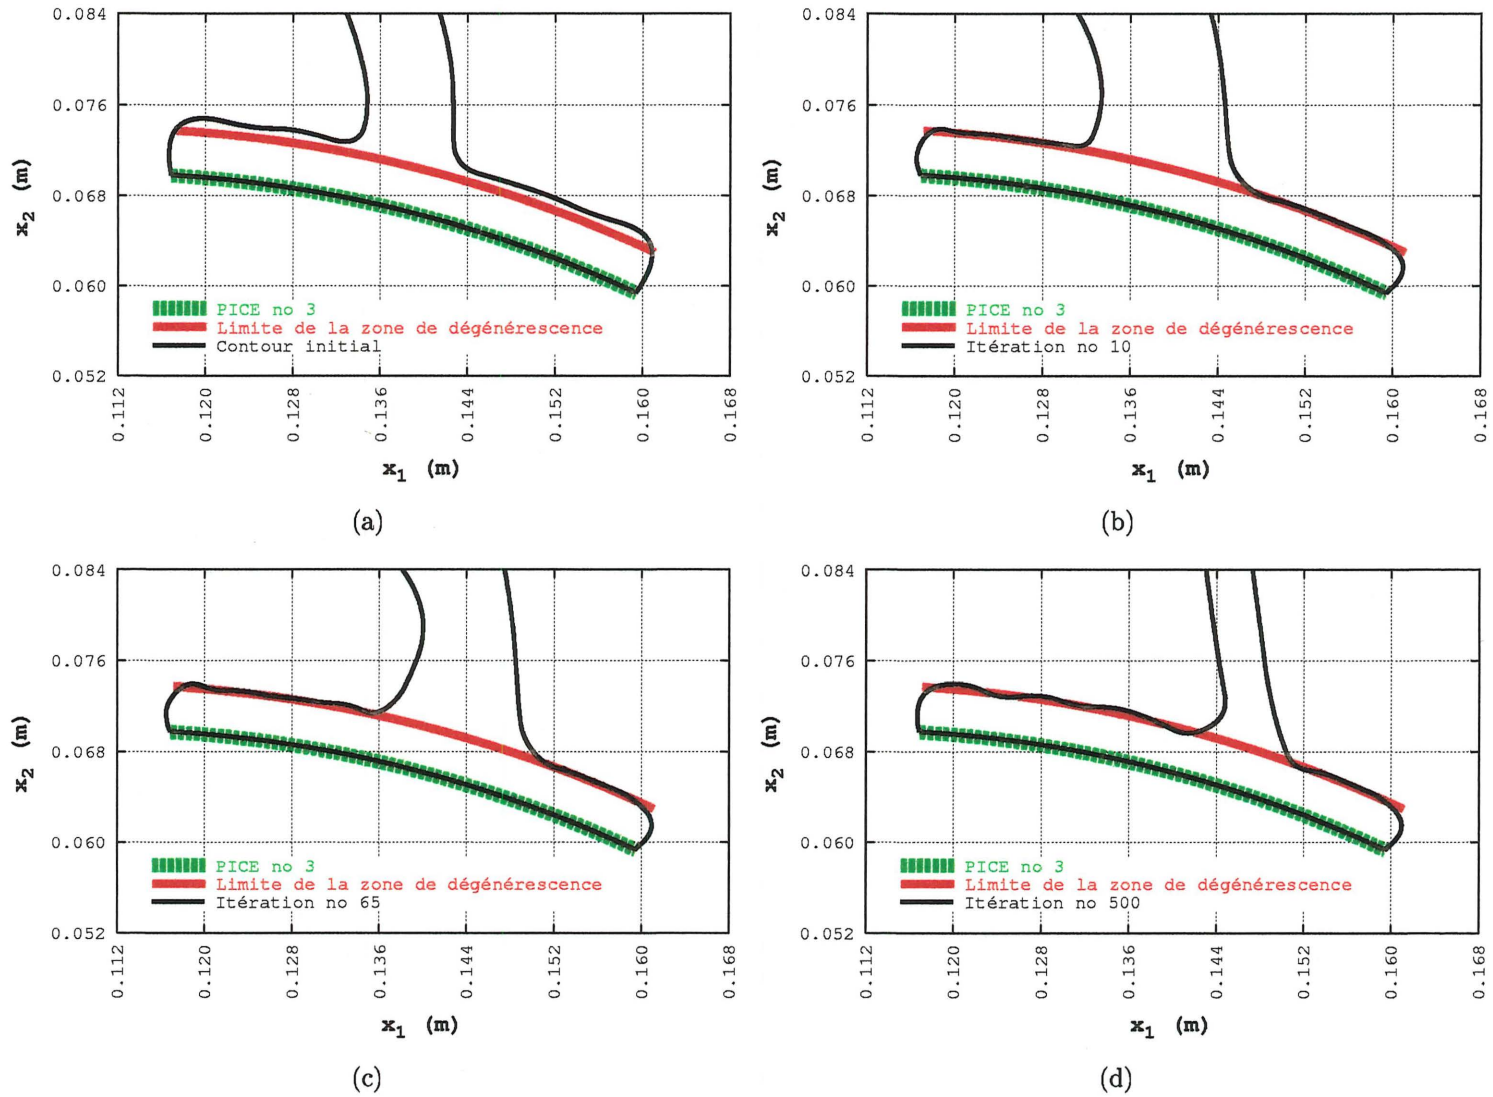 0.084
0.076
0.068
0.060
0.052
x2 (m)
PICE no 3
Limite de la zone de dégénérescence
Contour initial
0.112
0.120
0.128
0.136
0.144
0.152
0.160
0.168
x1 (m)
(a)
0.084
0.076
0.068
0.060
0.052
x2 (m)
PICE no 3
Limite de la zone de dégénérescence
Itération no 10
0.112
0.120
0.128
0.136
0.144
0.152
0.160
0.168
x1 (m)
(b)
0.084
0.076
0.068
0.060
0.052
x2 (m)
PICE no 3
Limite de la zone de dégénérescence
Itération no 65
0.112
0.120
0.128
0.136
0.144
0.152
0.160
0.168
x1 (m)
(c)
0.084
0.076
0.068
0.060
0.052
x2 (m)
PICE no 3
Limite de la zone de dégénérescence
Itération no 500
0.112
0.120
0.128
0.136
0.144
0.152
0.160
0.168
x1 (m)
(d)